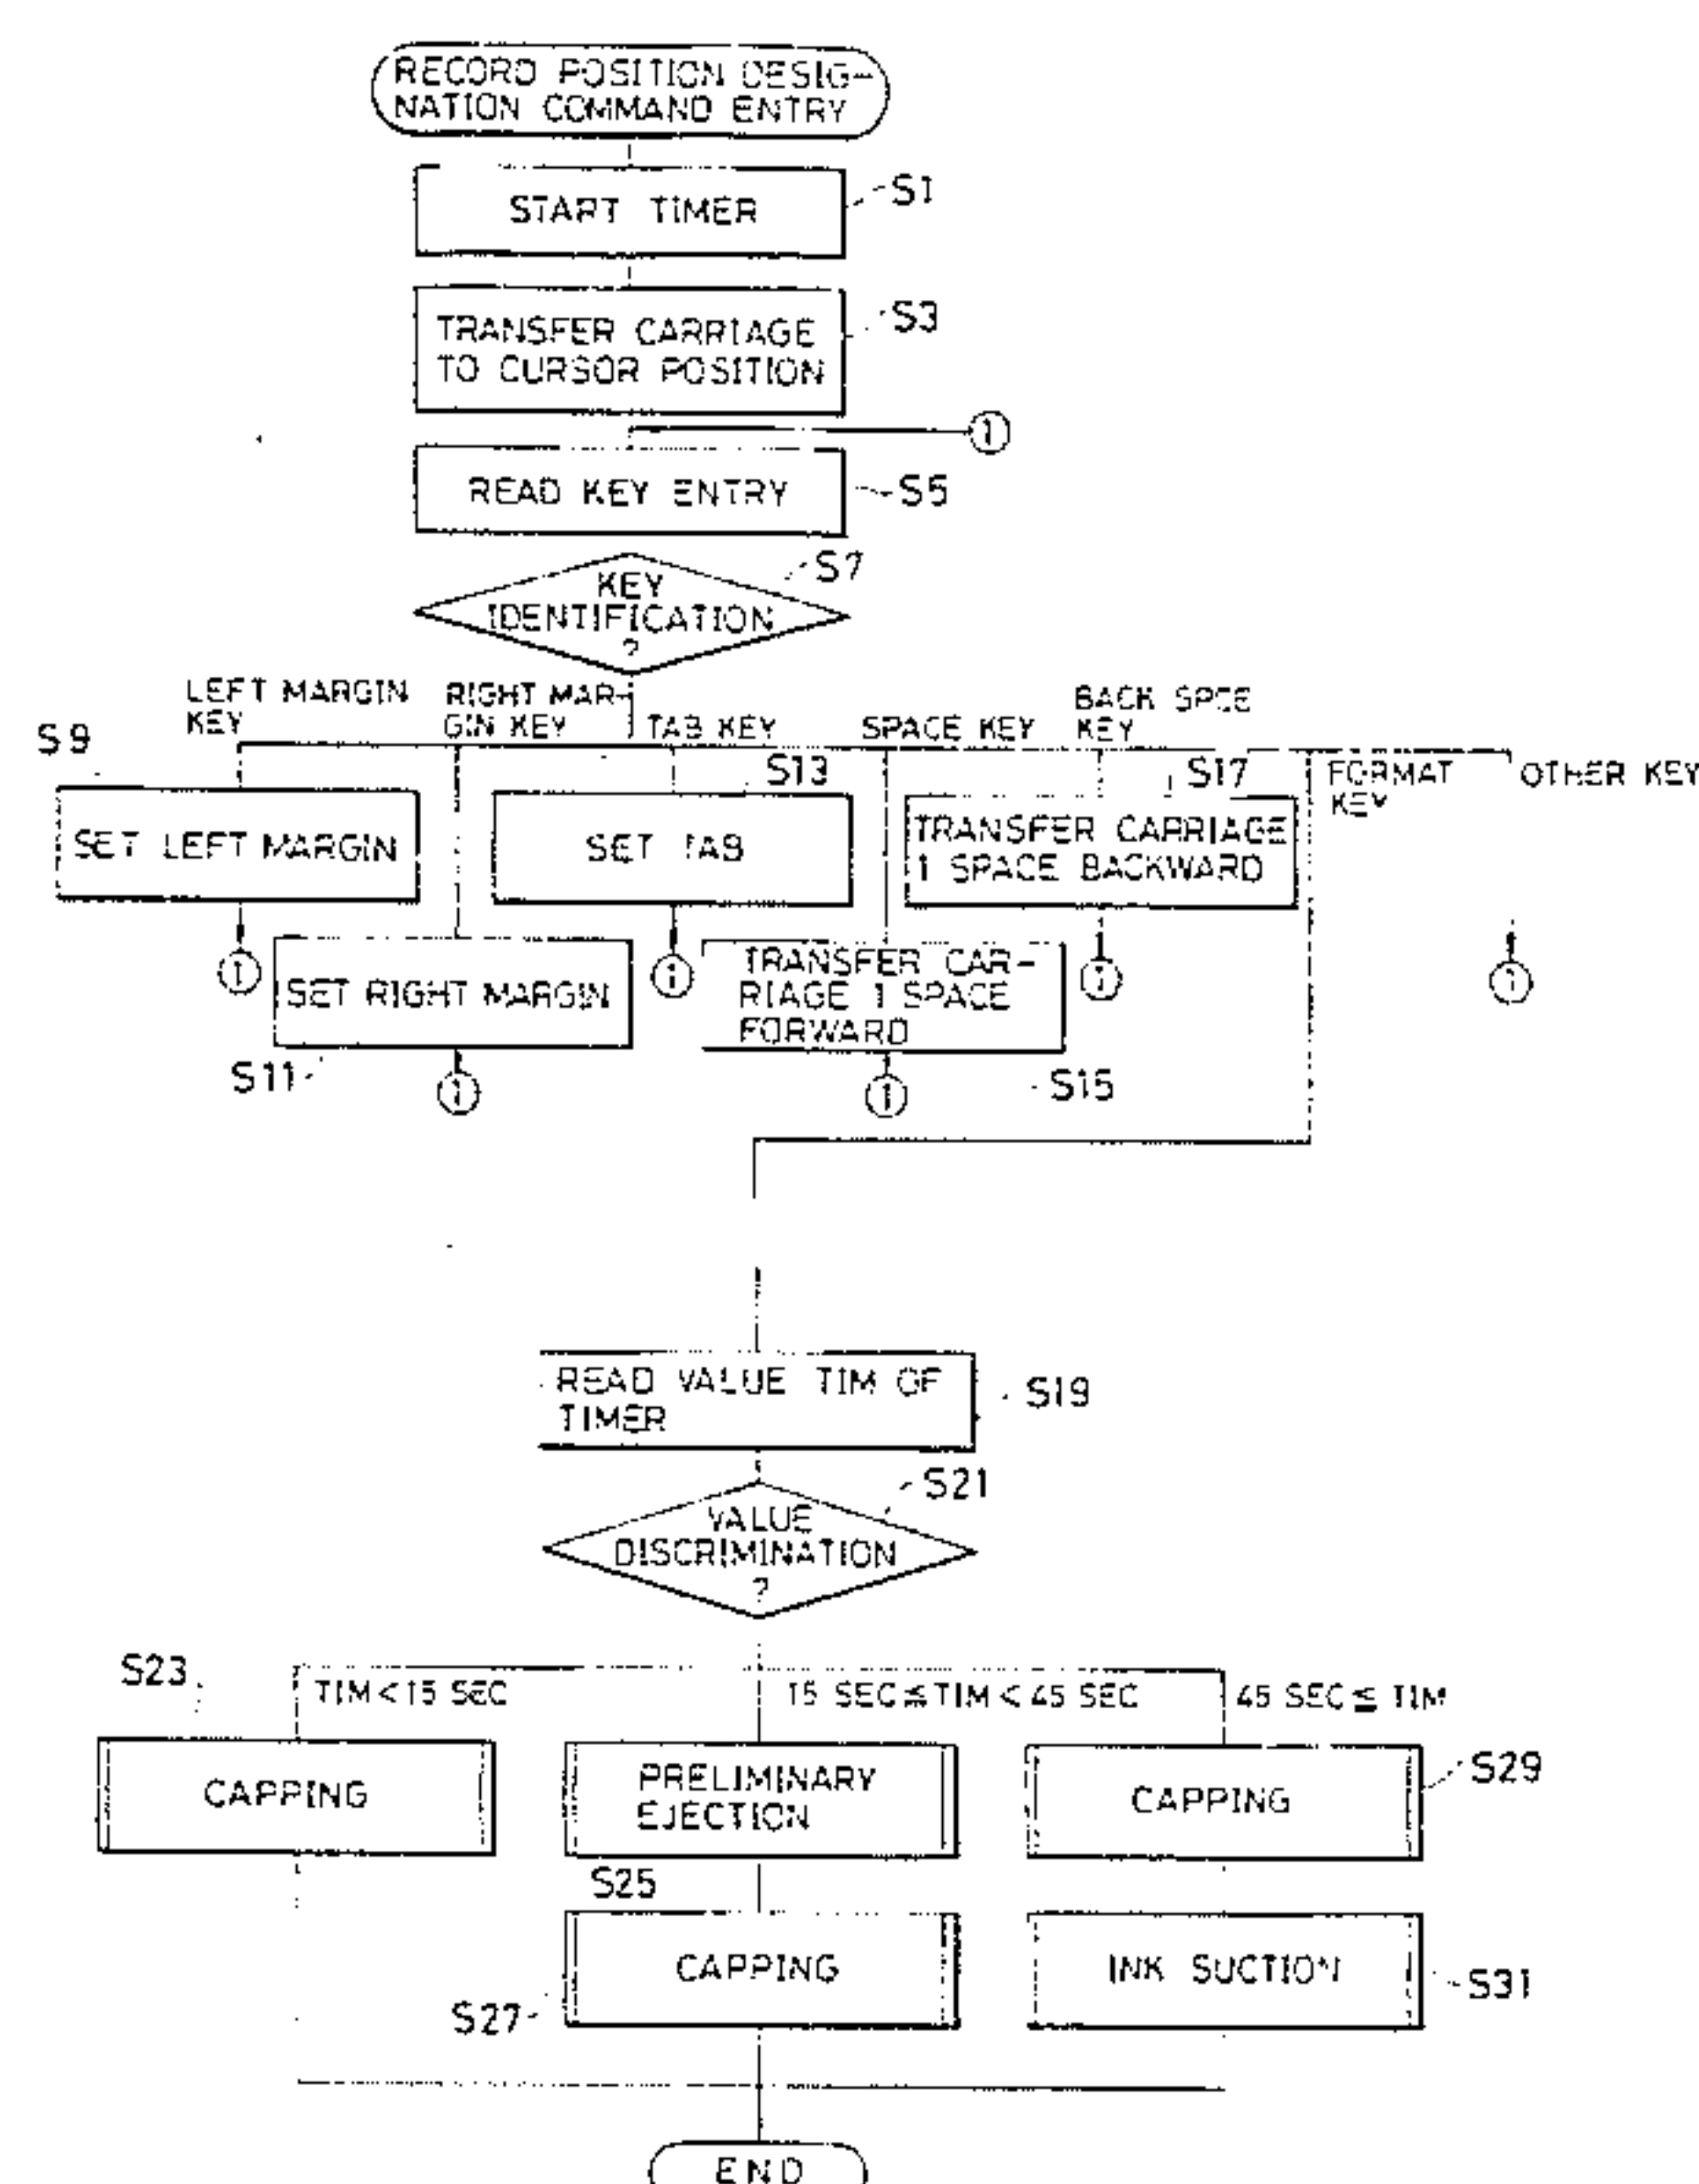 RECORD POSITION DESIG-
NATION COMMAND ENTRY
START TIMER
S1
TRANSFER CARRIAGE
TO CURSOR POSITION
S3
1
READ KEY ENTRY
S5
S7
KEY
IDENTIFICATION
?
LEFT MARGIN
KEY
RIGHT MAR-
GIN KEY
TAB KEY
SPACE KEY
BACK SPCE
KEY
FORMAT
KEY
OTHER KEY
S9
SET LEFT MARGIN
1
S13
SET TAB
1
S17
TRANSFER CARRIAGE
1 SPACE BACKWARD
1
1
SET RIGHT MARGIN
S11
1
TRANSFER CAR-
RIAGE 1 SPACE
FORWARD
S15
1
READ VALUE TIM OF
TIMER
S19
S21
VALUE
DISCRIMINATION
?
S23
TIM < 15 SEC
15 SEC ≦ TIM < 45 SEC
45 SEC ≦ TIM
CAPPING
PRELIMINARY
EJECTION
CAPPING
S29
S25
CAPPING
S27
INK SUCTION
S31
END